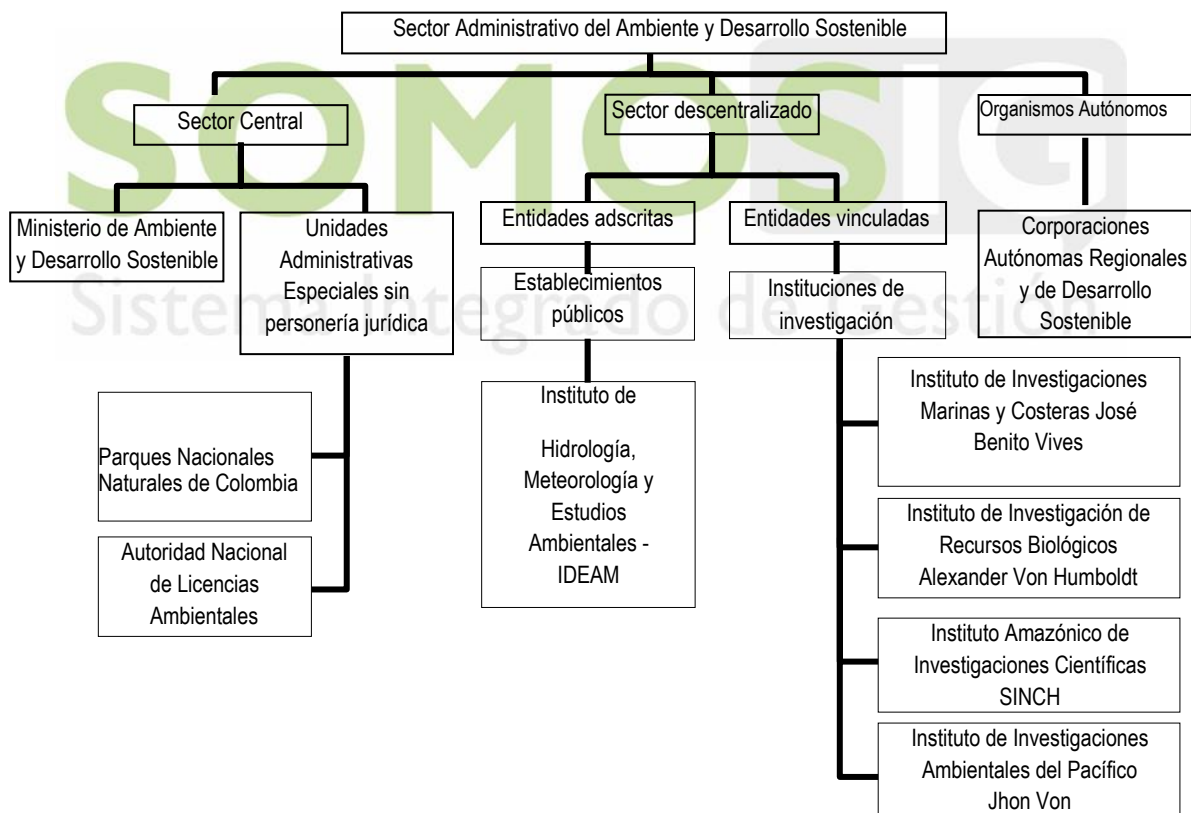 Sector Administrativo del Ambiente y Desarrollo Sostenible
SOMOSIG
Sistema Integrado de Gestión
Sector Central
Sector descentralizado
Organismos Autónomos
Ministerio de Ambiente
y Desarrollo Sostenible
Unidades
Administrativas
Especiales sin
personería jurídica
Entidades adscritas
Entidades vinculadas
Corporaciones
Autónomas Regionales
y de Desarrollo
Sostenible
Establecimientos
públicos
Instituciones de
investigación
Parques Nacionales
Naturales de Colombia
Autoridad Nacional
de Licencias
Ambientales
Instituto de
Hidrología,
Meteorología y
Estudios
Ambientales -
IDEAM
Instituto de Investigaciones
Marinas y Costeras José
Benito Vives
Instituto de Investigación de
Recursos Biológicos
Alexander Von Humboldt
Instituto Amazónico de
Investigaciones Científicas
SINCH
Instituto de Investigaciones
Ambientales del Pacífico
Jhon Von